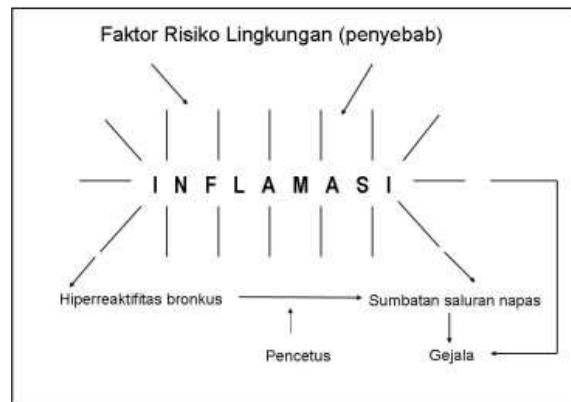 Faktor Risiko Lingkungan (penyebab)
I N F L A M A S I
Hiperreaktifitas bronkus
Sumbatan saluran napas
Pencetus
Gejala